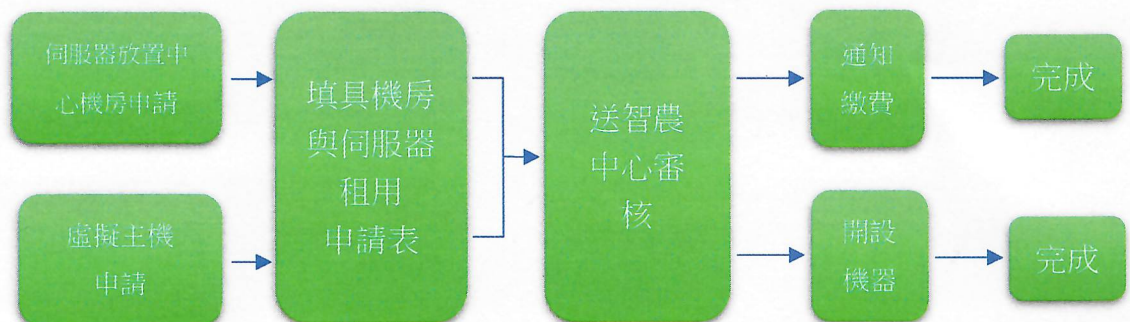 伺服器放置中
心機房申請
虛擬主機
申請
填具機房
與伺服器
租用
申請表
送智農
中心審
核
通知
繳費
完成
開設
機器
完成